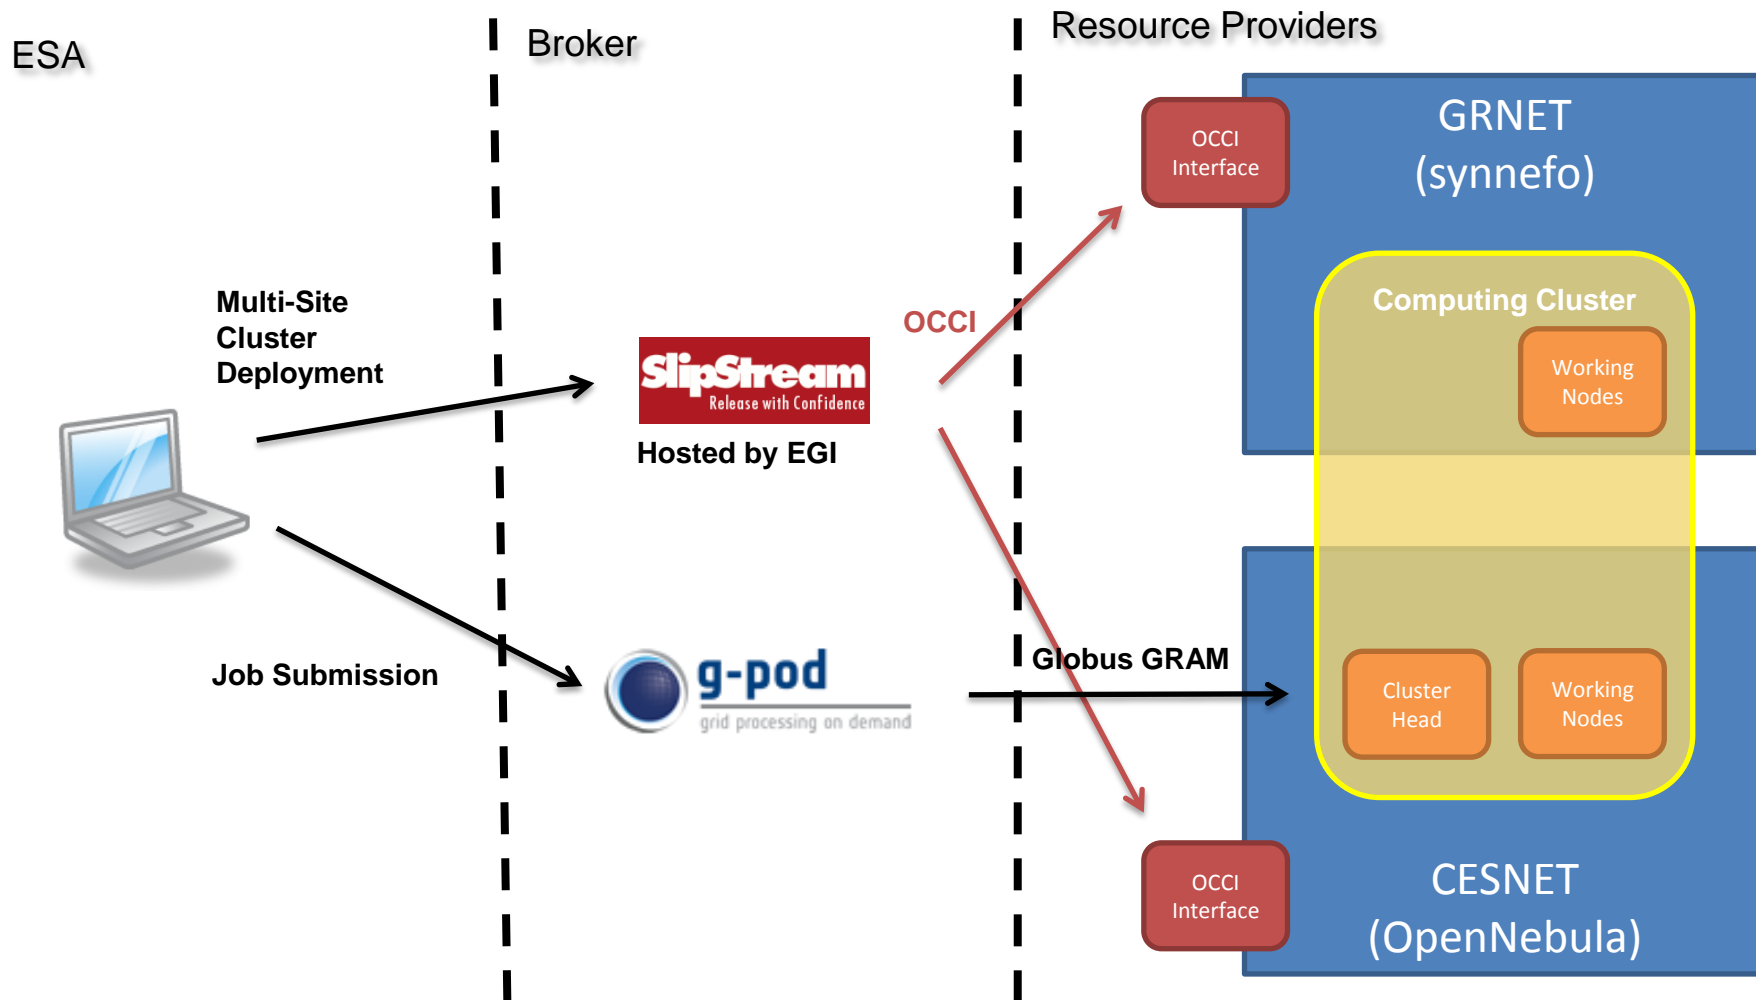 ESA
Broker
Resource Providers
GRNET
(synnefo)
OCCI
Interface
Multi-Site
Cluster
Deployment
OCCI
SlipStream
Release with Confidence
Hosted by EGI
Computing Cluster
Working
Nodes
Job Submission
g-pod
grid processing on demand
Globus GRAM
Cluster
Head
Working
Nodes
OCCI
Interface
CESNET
(OpenNebula)